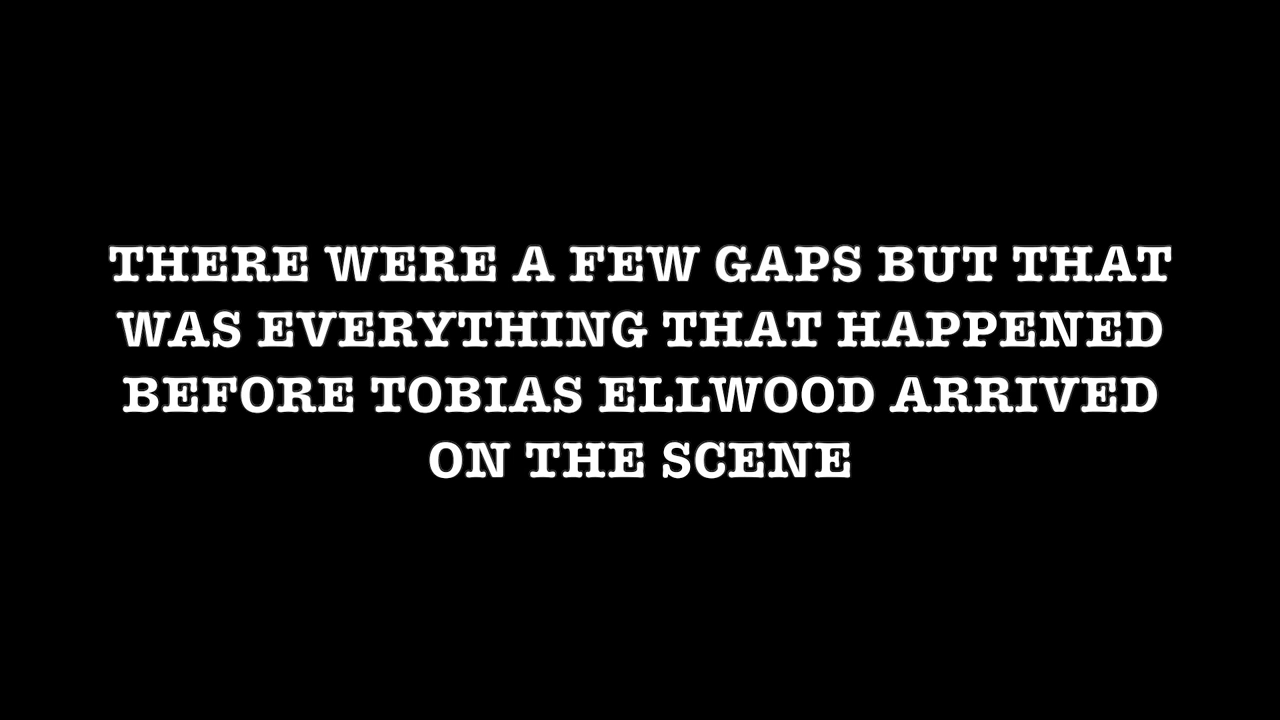 THERE WERE A FEW GAPS BUT THAT
WAS EVERYTHING THAT HAPPENED
BEFORE TOBIAS ELLWOOD ARRIVED
ON THE SCENE